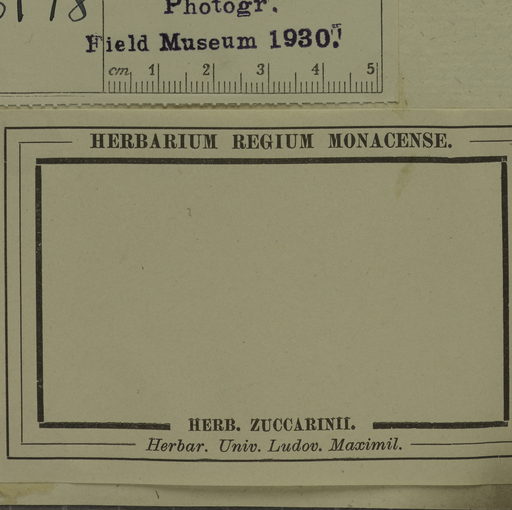 Photogr.
Field Museum 1930.
cm 1 2 3 4 5
HERBARIUM REGIUM MONACENSE.
HERB. ZUCCARINII.
Herbar. Univ. Ludov. Maximil.